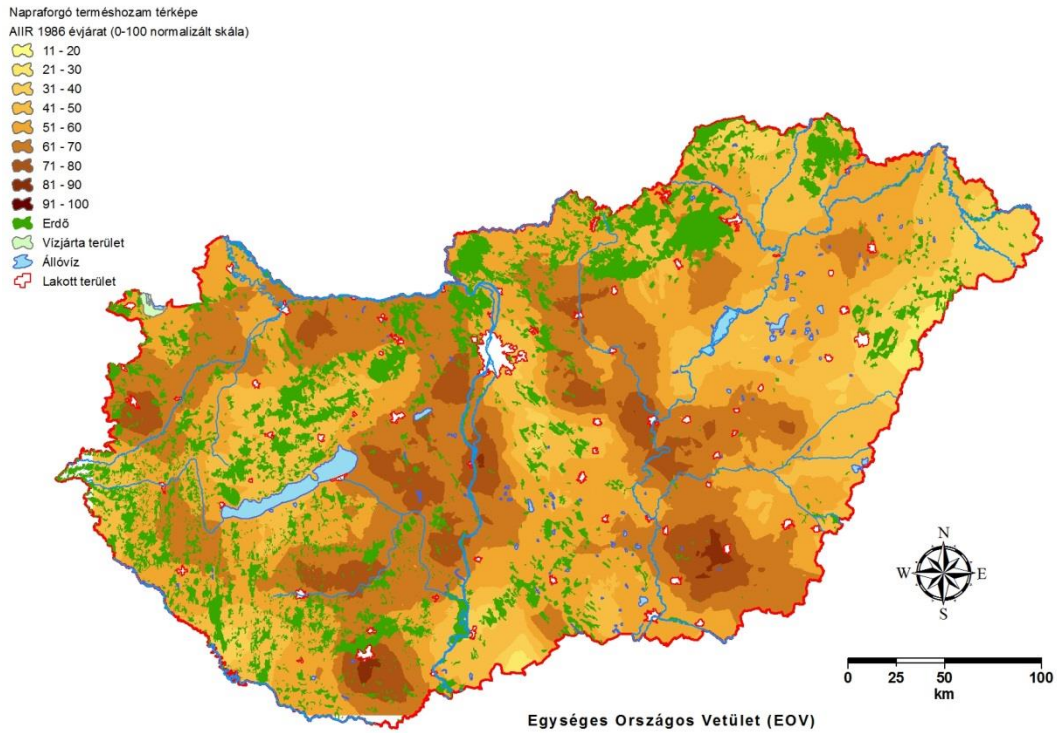 Napraforgó terméshozam térképe
AIIR 1986 évjárat (0-100 normalizált skála)
11 - 20
21 - 30
31 - 40
41 - 50
51 - 60
61 - 70
71 - 80
81 - 90
91 - 100
Erdő
Vízjárta terület
Állóvíz
Lakott terület
N
W E
S
0 25 50 100
km
Egységes Országos Vetület (EOV)